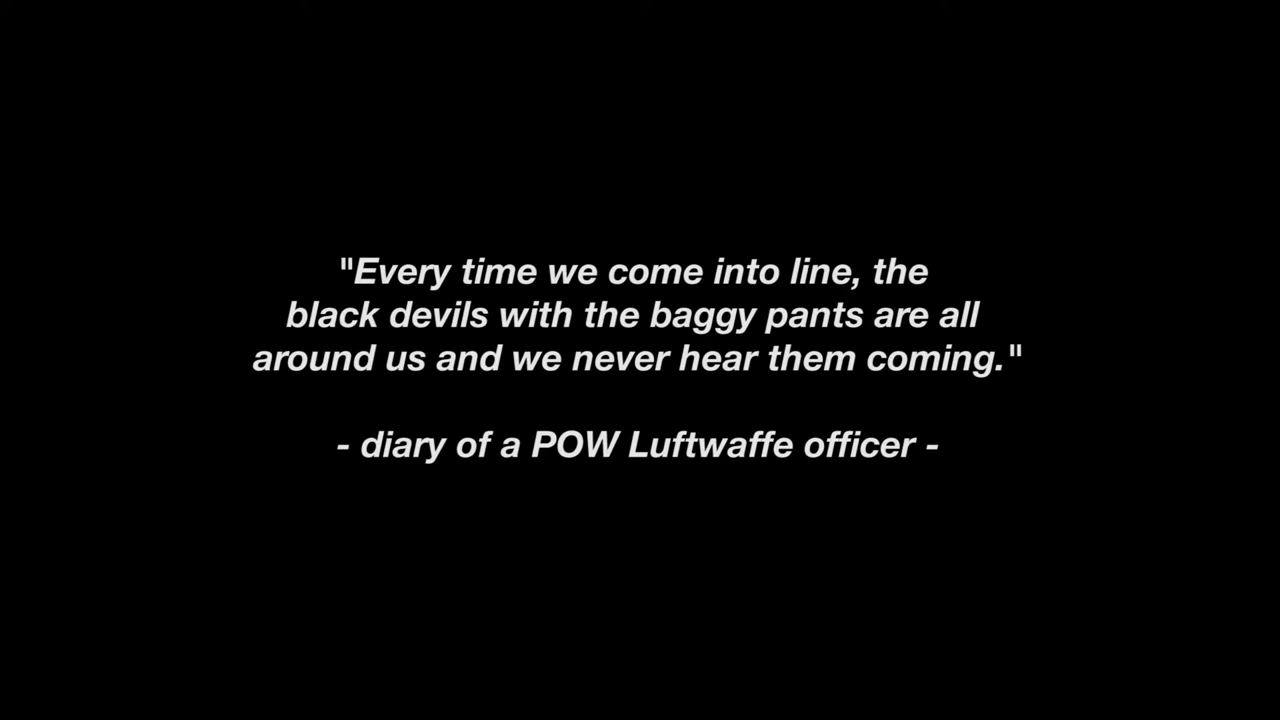 "Every time we come into line, the
black devils with the baggy pants are all
around us and we never hear them coming."
- diary of a POW Luftwaffe officer -